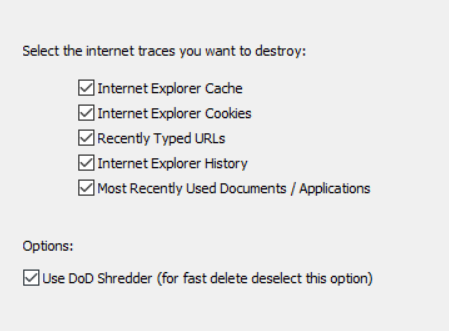 Select the internet traces you want to destroy:
Internet Explorer Cache
Internet Explorer Cookies
Recently Typed URLs
Internet Explorer History
Most Recently Used Documents / Applications
Options:
Use DoD Shredder (for fast delete deselect this option)